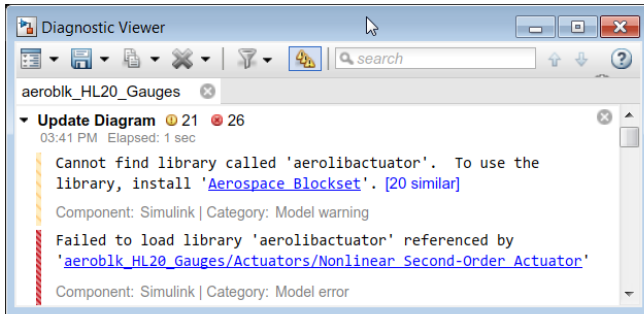 Diagnostic Viewer
search
aeroblk_HL20_Gauges
Update Diagram 21 26
03:41 PM Elapsed: 1 sec
Cannot find library called 'aerolibactuator'. To use the
library, install 'Aerospace Blockset'. [20 similar]
Component: Simulink | Category: Model warning
Failed to load library 'aerolibactuator' referenced by
'aeroblk_HL20_Gauges/Actuators/Nonlinear Second-Order Actuator'
Component: Simulink | Category: Model error